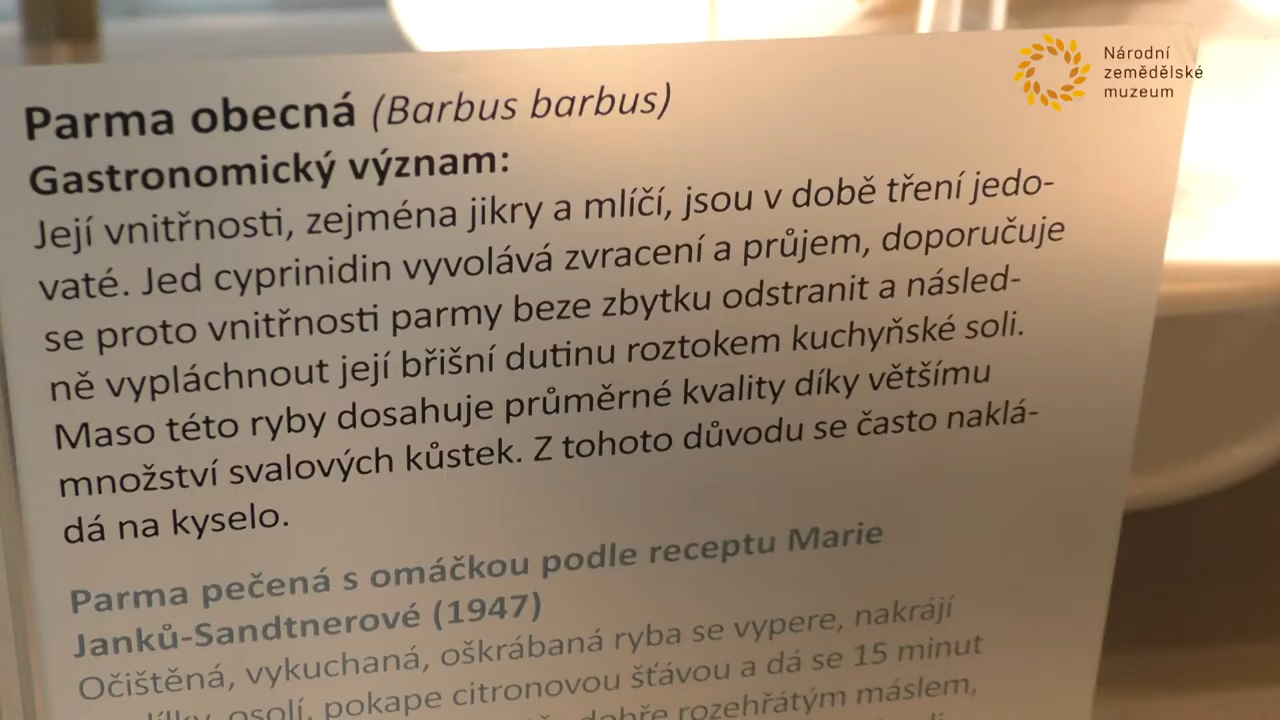 Národní
zemědělské
muzeum
Parma obecná (Barbus barbus)
Gastronomický význam:
Její vnitřnosti, zejména jikry a mlíčí, jsou v době tření jedo-
vaté. Jed cyprinidin vyvolává zvracení a průjem, doporučuje
se proto vnitřnosti parmy beze zbytku odstranit a násled-
ně vypláchnout její břišní dutinu roztokem kuchyňské soli.
Maso této ryby dosahuje průměrné kvality díky většímu
množství svalových kůstek. Z tohoto důvodu se často naklá-
dá na kyselo.
Parma pečená s omáčkou podle receptu Marie
Janků-Sandtnerové (1947)
Očištěná, vykuchaná, oškrábaná ryba se vypere, nakrájí
osolí, pokape citronovou šťávou a dá se 15 minut
dobře rozehřátým máslem,